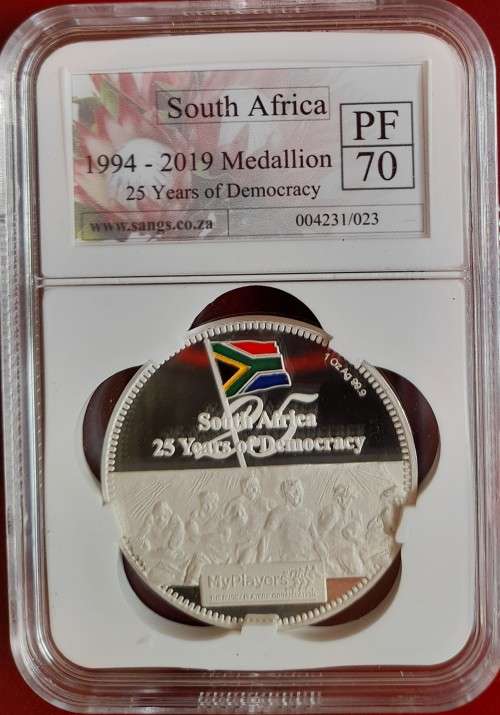 South Africa
PF
70
1994 - 2019 Medallion
25 Years of Democracy
www.sangs.co.za
004231/023
1 Oz Ag 99.9
25
South Africa
25 Years of Democracy
MyPlayers